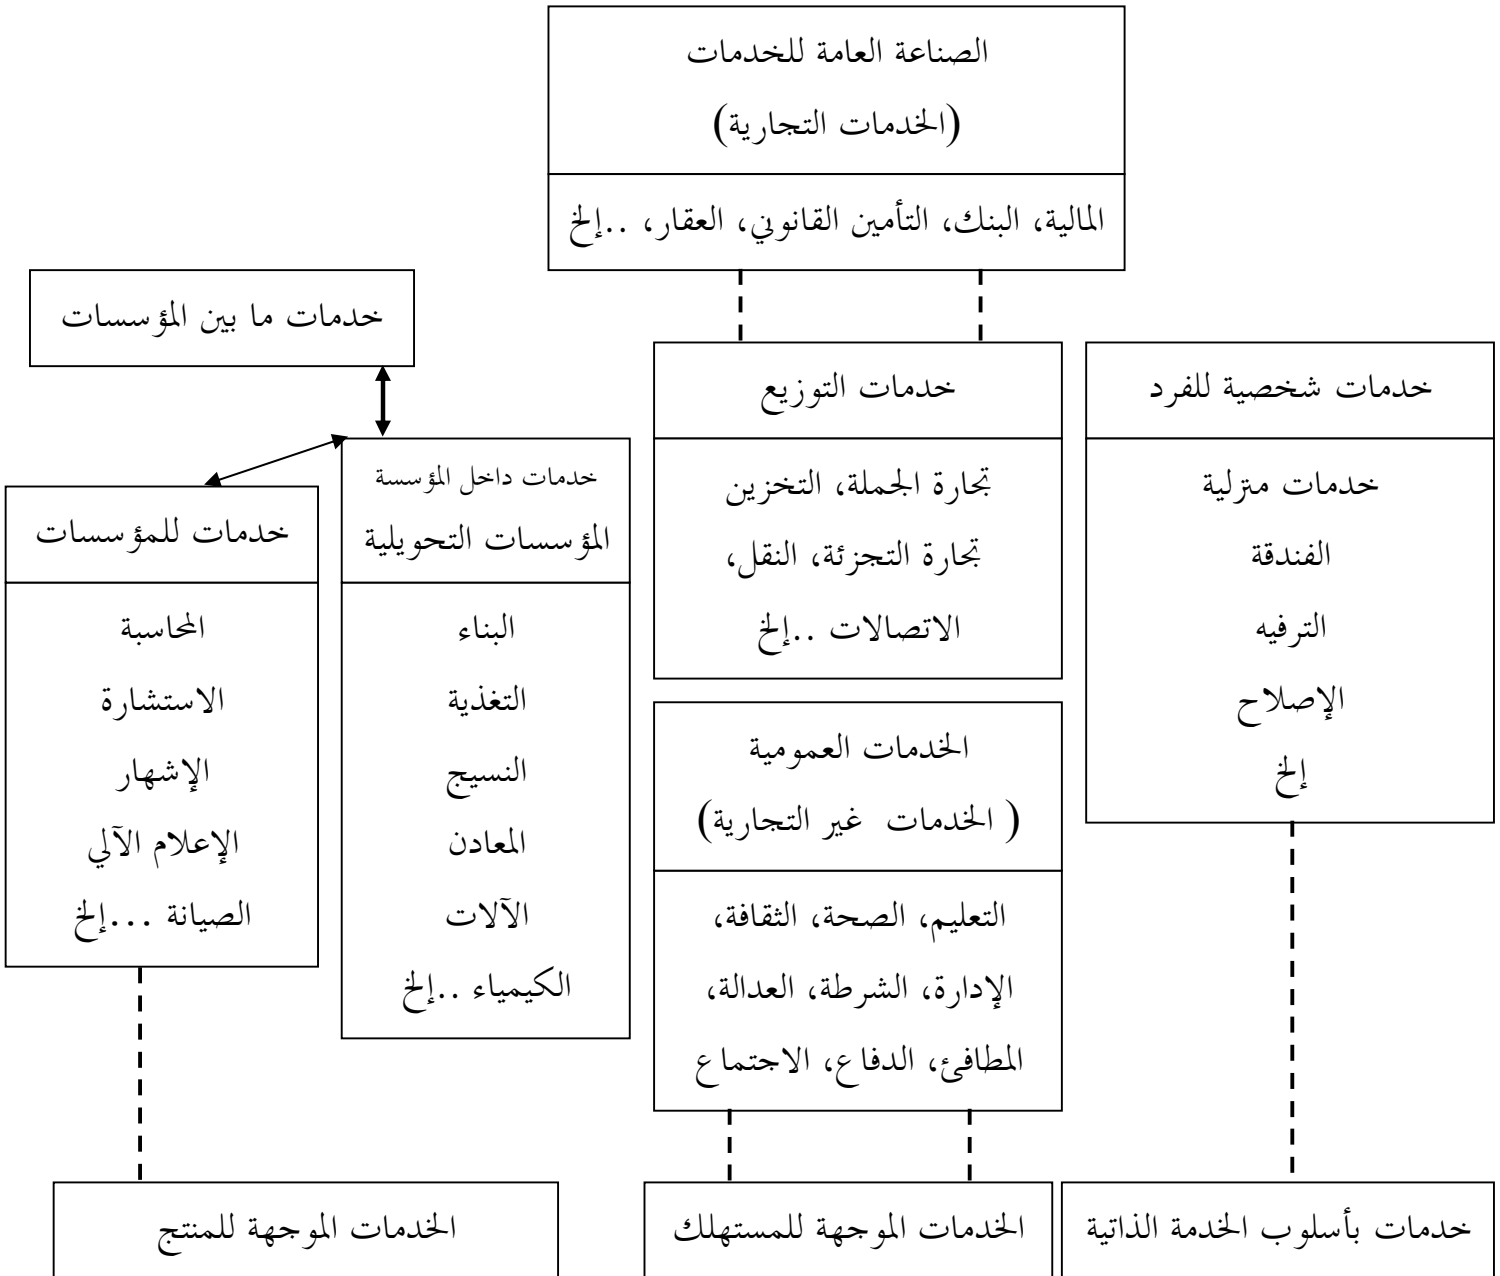 الصناعة العامة للخدمات
(الخدمات التجارية)
المالية، البنك، التأمين القانوني، العقار، ..إلخ
خدمات شخصية للفرد
خدمات منزلية
الفندقة
الترفيه
الإصلاح
إلخ
خدمات التوزيع
تجارة الجملة، التخزين
تجارة التجزئة، النقل،
الاتصالات ..إلخ
الخدمات العمومية
( الخدمات غير التجارية)
التعليم، الصحة، الثقافة،
الإدارة، الشرطة، العدالة،
المطافئ، الدفاع، الاجتماع
خدمات ما بين المؤسسات
خدمات داخل المؤسسة
المؤسسات التحويلية
البناء
التغذية
النسيج
المعادن
الآلات
الكيمياء ..إلخ
خدمات للمؤسسات
المحاسبة
الاستشارة
الإشهار
الإعلام الآلي
الصيانة ...إلخ
خدمات بأسلوب الخدمة الذاتية
الخدمات الموجهة للمستهلك
الخدمات الموجهة للمنتج